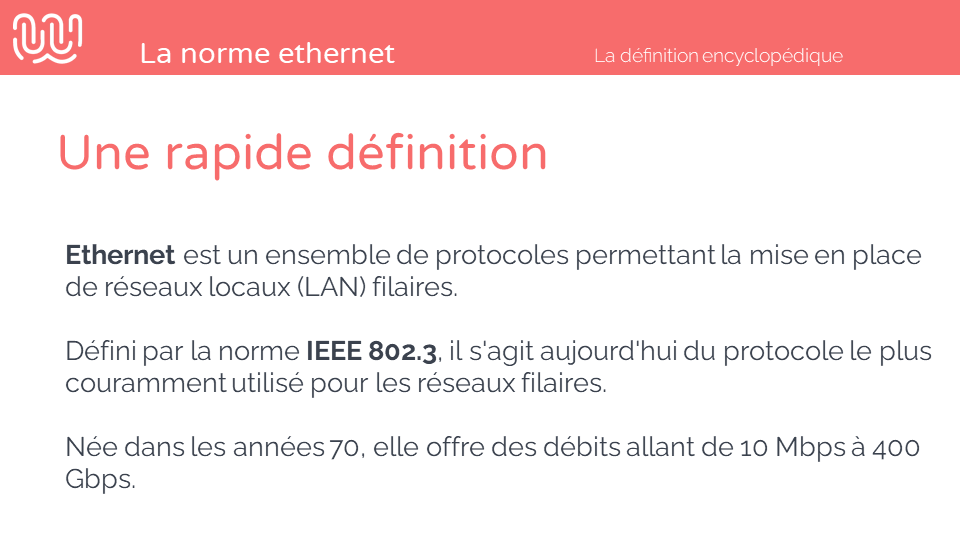 La norme ethernet
La définition encyclopédique
Une rapide définition
Ethernet est un ensemble de protocoles permettant la mise en place
de réseaux locaux (LAN) filaires.
Défini par la norme IEEE 802.3, il s'agit aujourd'hui du protocole le plus
couramment utilisé pour les réseaux filaires.
Née dans les années 70, elle offre des débits allant de 10 Mbps à 400
Gbps.